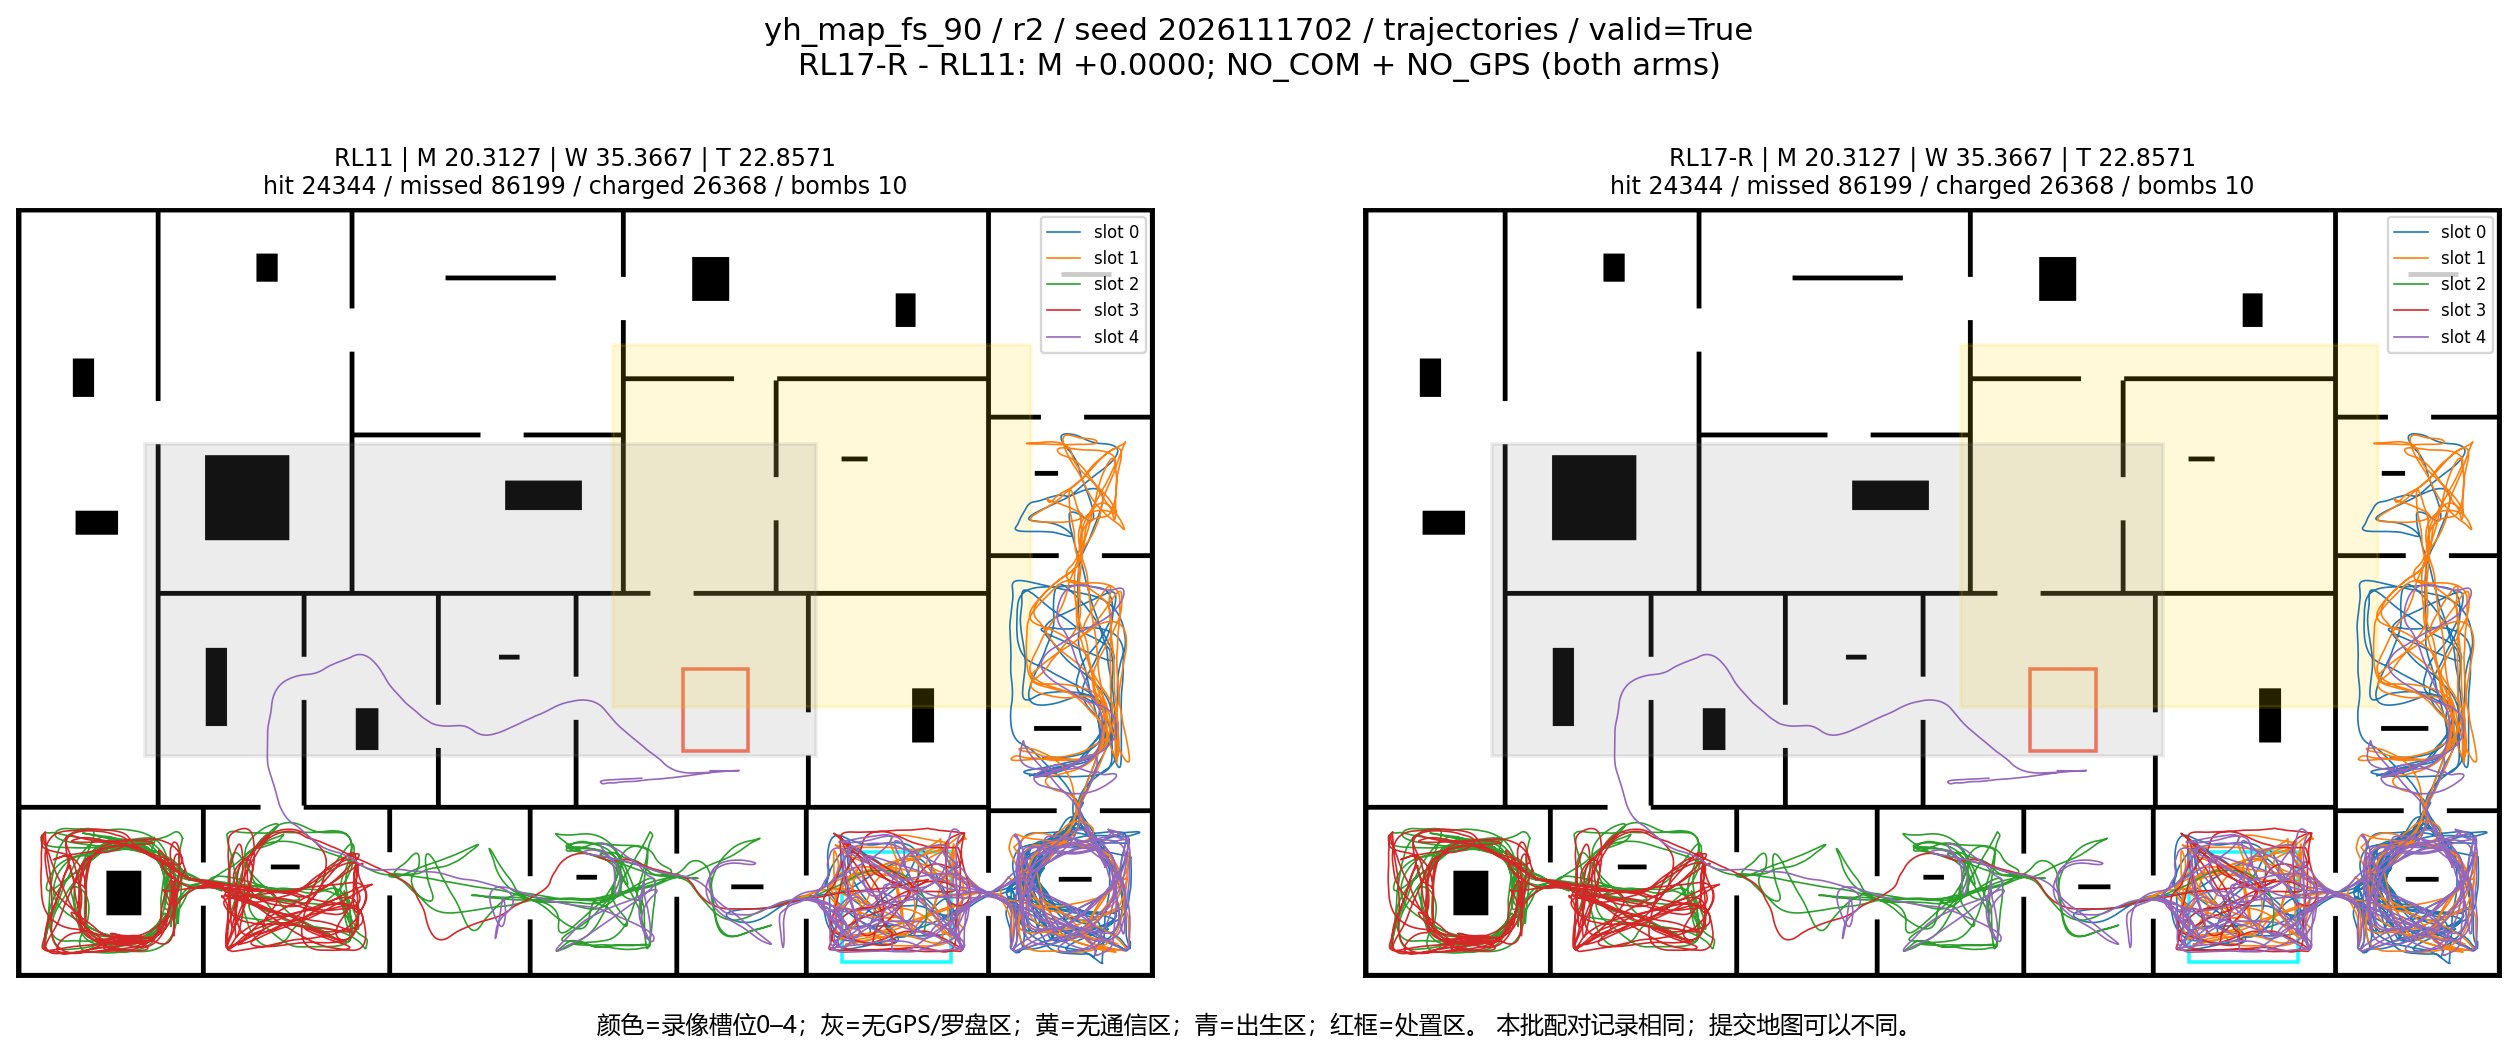 yh_map_fs_90 / r2 / seed 2026111702 / trajectories / valid=True
RL17-R - RL11: M +0.0000; NO_COM + NO_GPS (both arms)
RL11 | M 20.3127 | W 35.3667 | T 22.8571
hit 24344 / missed 86199 / charged 26368 / bombs 10
slot 0
slot 1
slot 2
slot 3
slot 4
RL17-R | M 20.3127 | W 35.3667 | T 22.8571
hit 24344 / missed 86199 / charged 26368 / bombs 10
slot 0
slot 1
slot 2
slot 3
slot 4
颜色=录像槽位0–4；灰=无GPS/罗盘区；黄=无通信区；青=出生区；红框=处置区。 本批配对记录相同；提交地图可以不同。